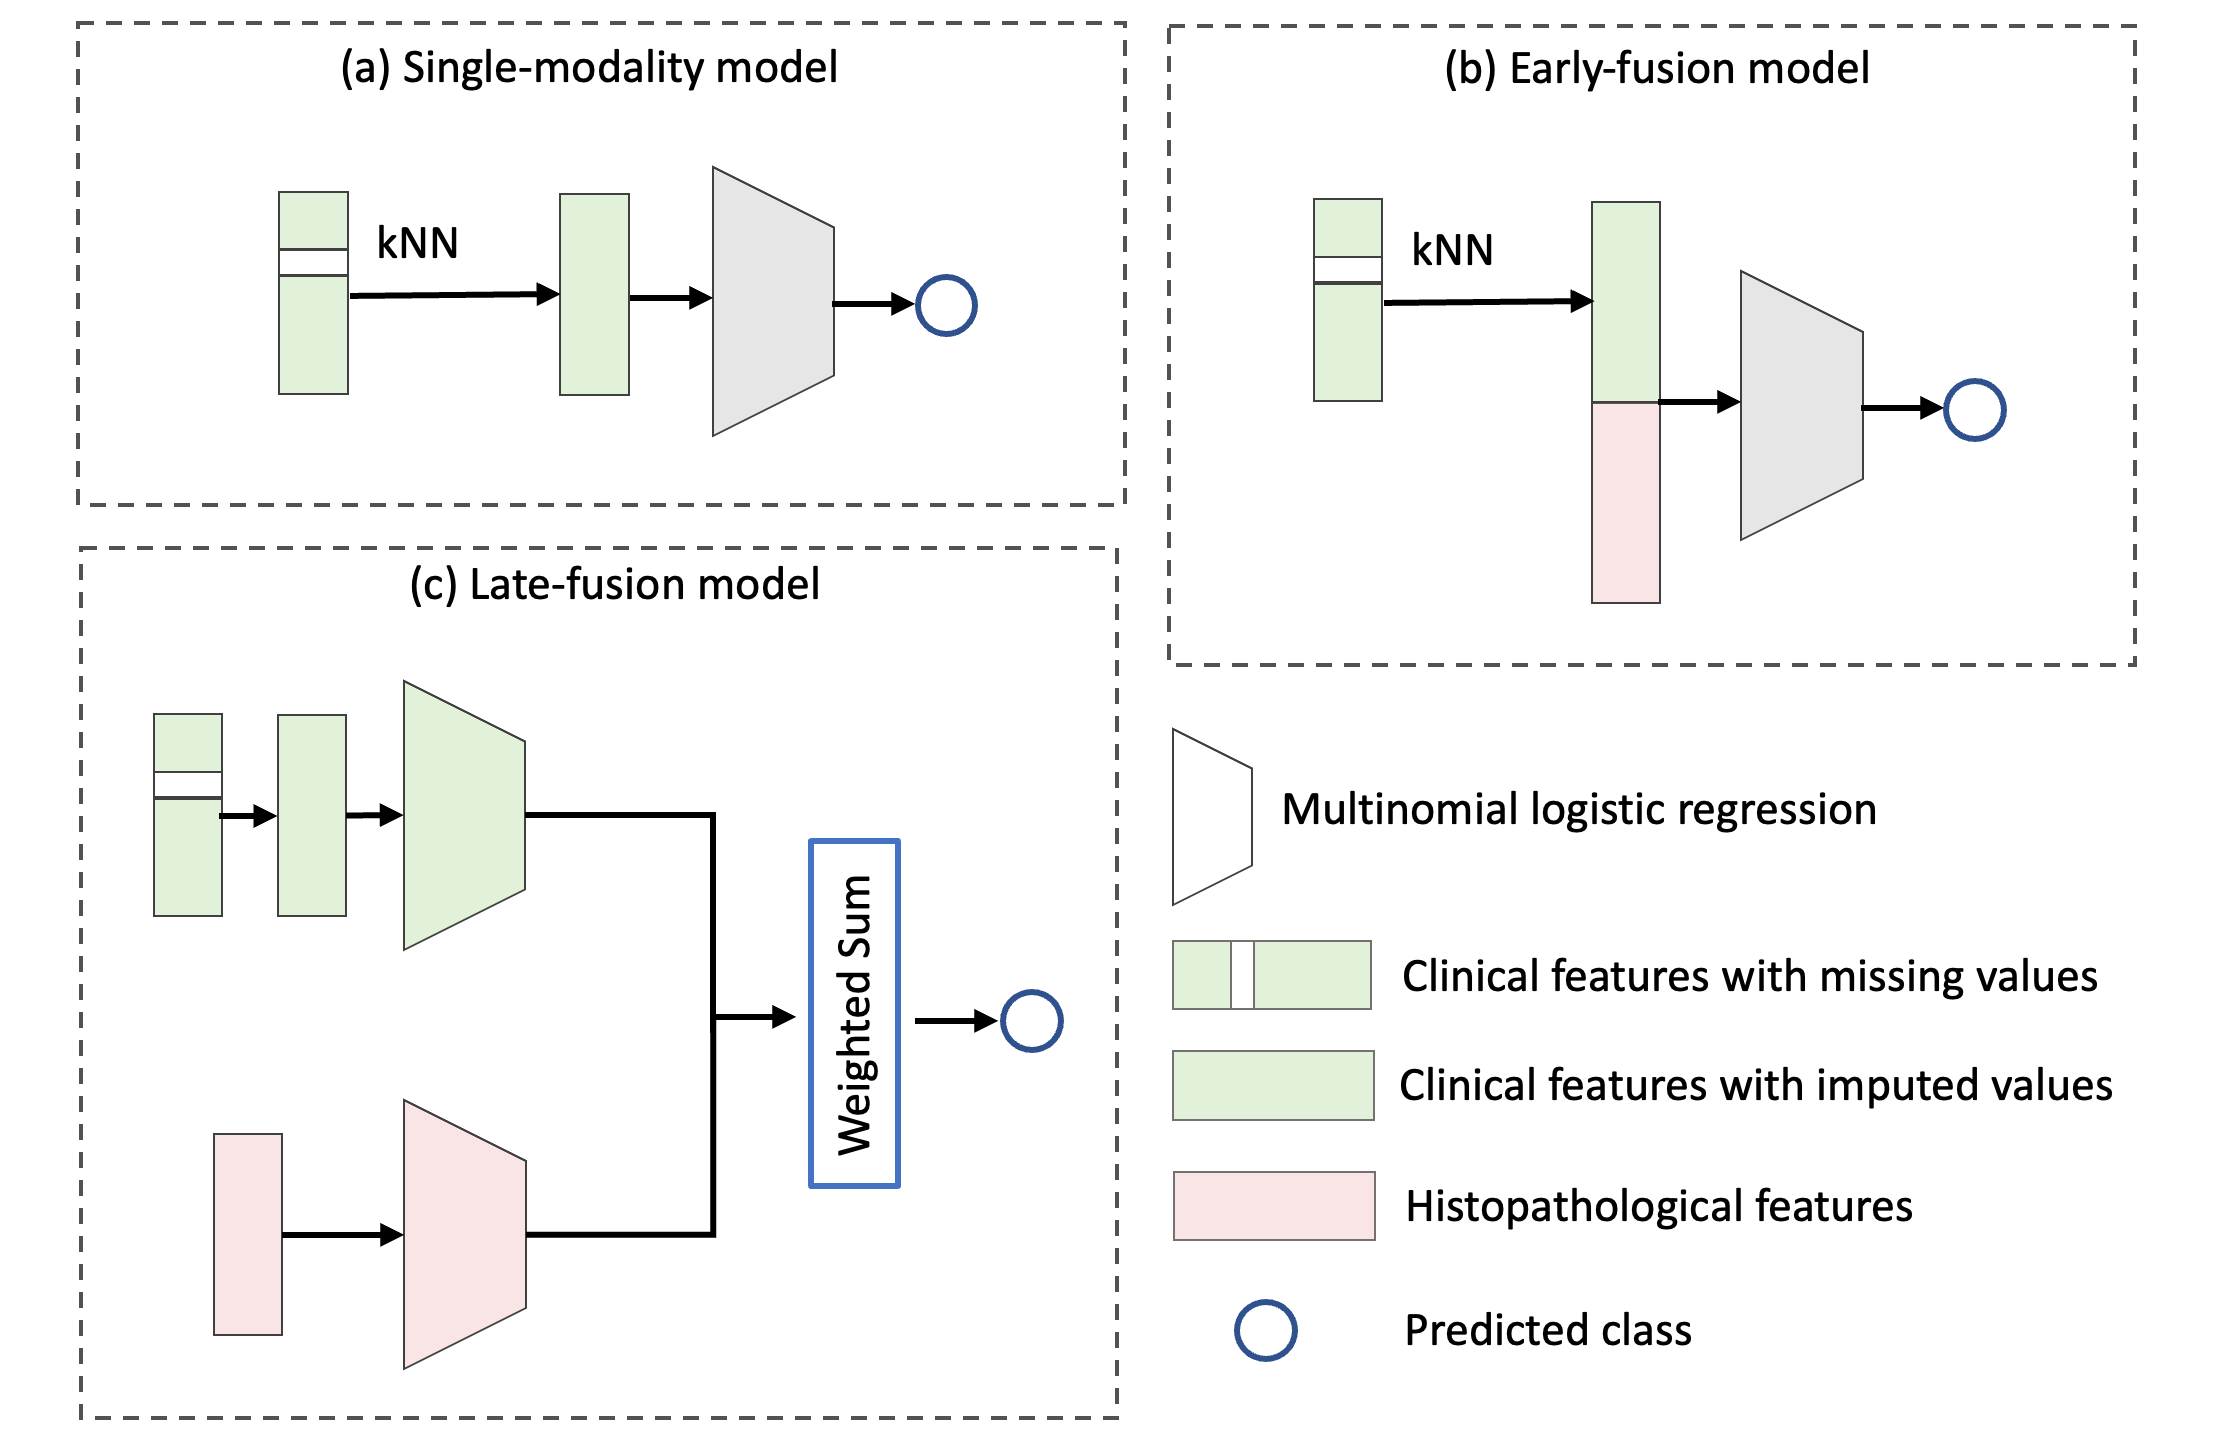 (a) Single-modality model
kNN
(b) Early-fusion model
kNN
(c) Late-fusion model
Weighted Sum
Multinomial logistic regression
Clinical features with missing values
Clinical features with imputed values
Histopathological features
Predicted class